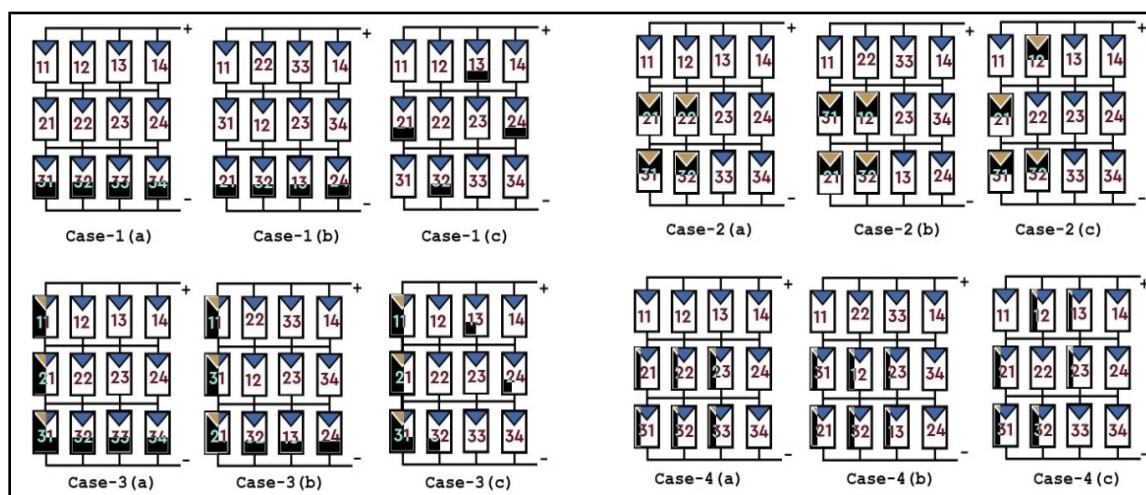 + + +
11 12 13 14 11 22 33 14 11 12 13 14 11 12 13 14 11 22 33 14 11 12 13 14
21 22 23 24 31 12 23 34 21 22 23 24 21 22 23 24 31 12 23 34 21 22 23 24
31 32 33 34 21 32 13 24 31 32 33 34 31 32 33 34 21 32 13 24 31 32 33 34
- - - - -
Case-1(a) Case-1(b) Case-1(c) Case-2(a) Case-2(b) Case-2(c)
+ + + + +
11 12 13 14 11 22 33 14 11 12 13 14 11 12 13 14 11 22 33 14 11 12 13 14
21 22 23 24 31 12 23 34 21 22 23 24 21 22 23 24 31 12 23 34 21 22 23 24
31 32 33 34 21 32 13 24 31 32 33 34 31 32 33 34 21 32 13 24 31 32 33 34
- - - - -
Case-3(a) Case-3(b) Case-3(c) Case-4(a) Case-4(b) Case-4(c)